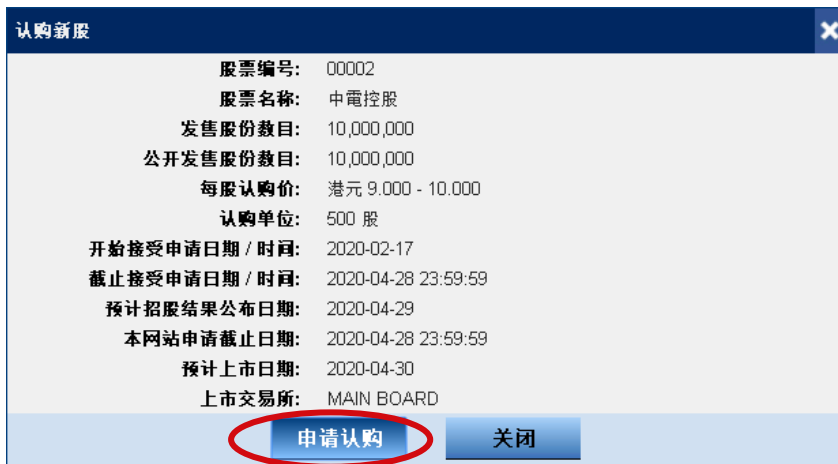 认购新股
股票编号: 00002
股票名称: 中電控股
发售股份数目: 10,000,000
公开发售股份数目: 10,000,000
每股认购价: 港元 9.000 - 10.000
认购单位: 500 股
开始接受申请日期 / 时间: 2020-02-17
截止接受申请日期 / 时间: 2020-04-28 23:59:59
预计招股结果公布日期: 2020-04-29
本网站申请截止日期: 2020-04-28 23:59:59
预计上市日期: 2020-04-30
上市交易所: MAIN BOARD
申请认购 关闭